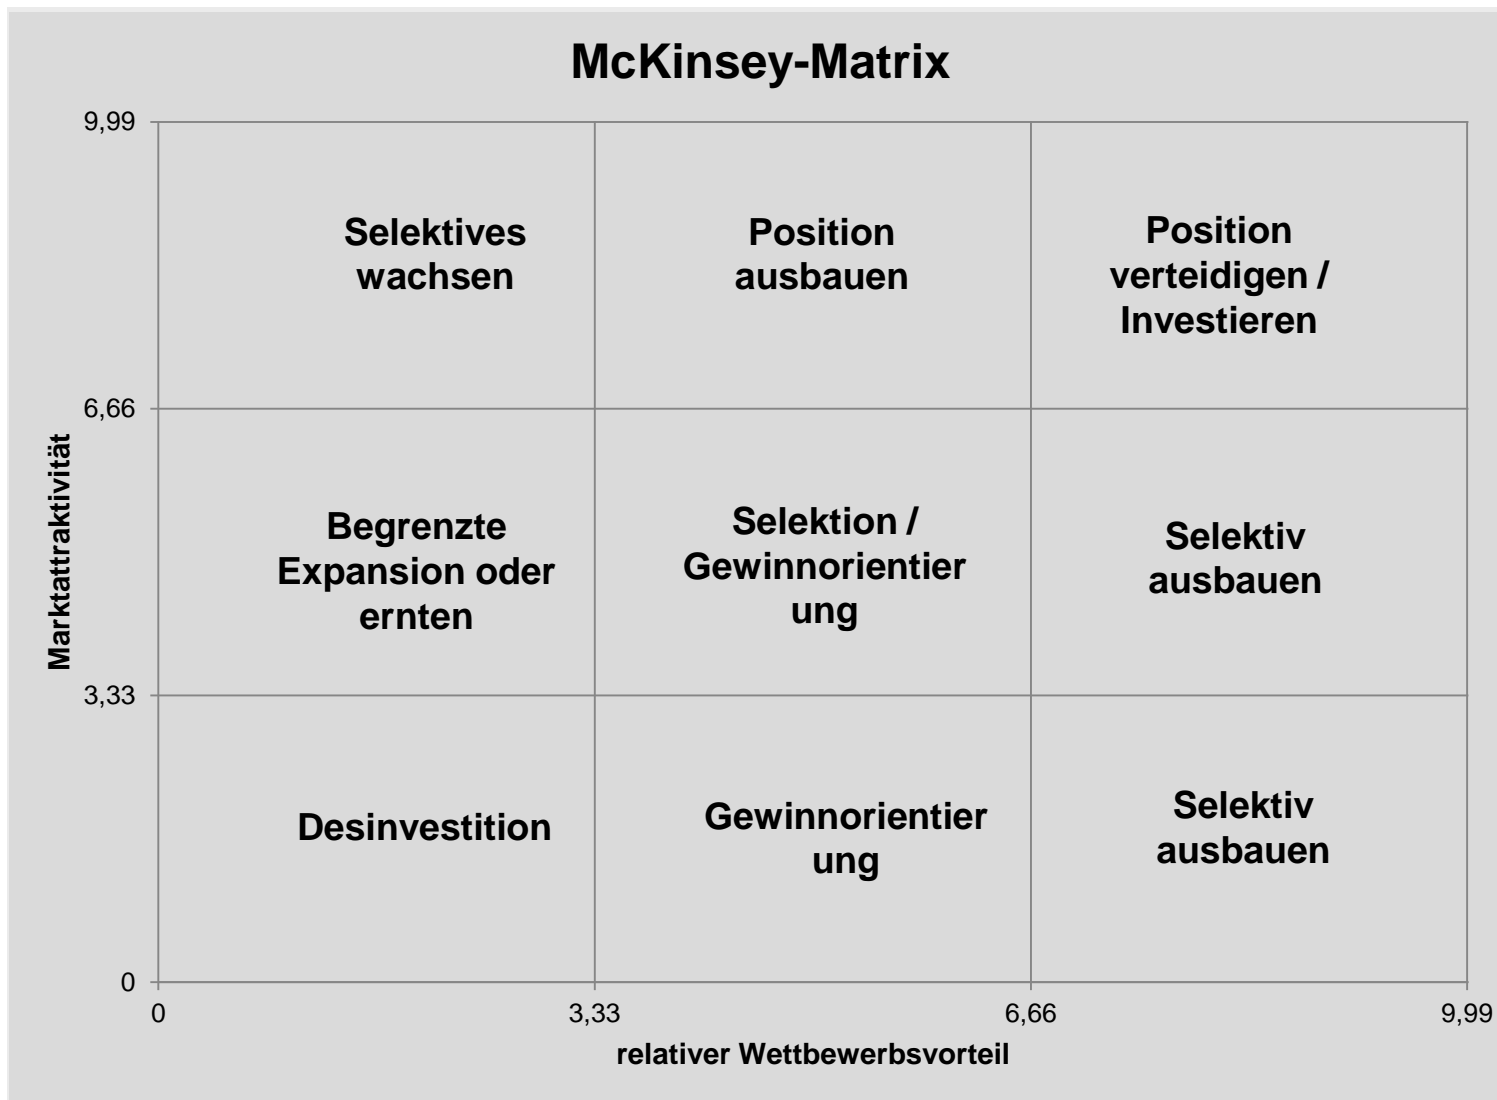 McKinsey-Matrix
9,99
Selektives
wachsen
Position
ausbauen
Position
verteidigen /
Investieren
6,66
Marktattraktivität
Begrenzte
Expansion oder
ernten
Selektion /
Gewinnorientier
ung
Selektiv
ausbauen
3,33
Desinvestition
Gewinnorientier
ung
Selektiv
ausbauen
0
0
3,33
6,66
9,99
relativer Wettbewerbsvorteil